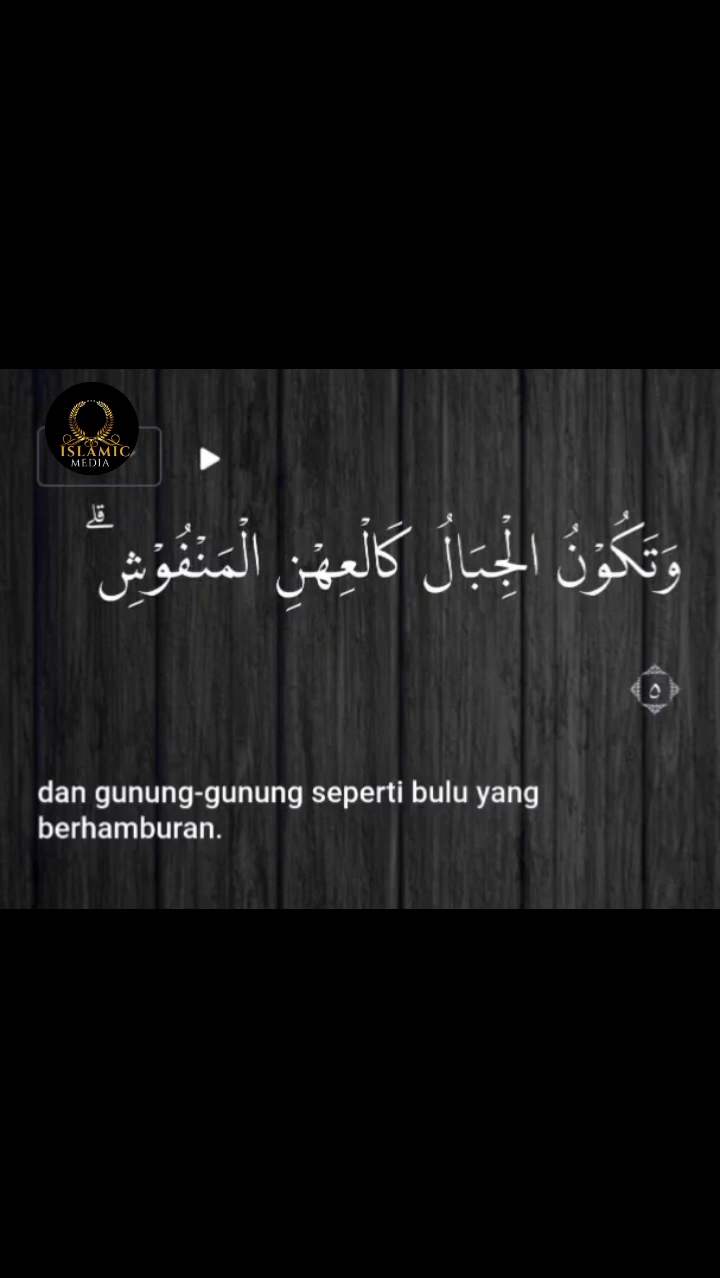 ISLAMIC
MEDIA
وَتَكُوْنُ الْجِبَالُ كَالْعِهْنِ الْمَنْفُوْشِۗ
٥
dan gunung-gunung seperti bulu yang
berhamburan.